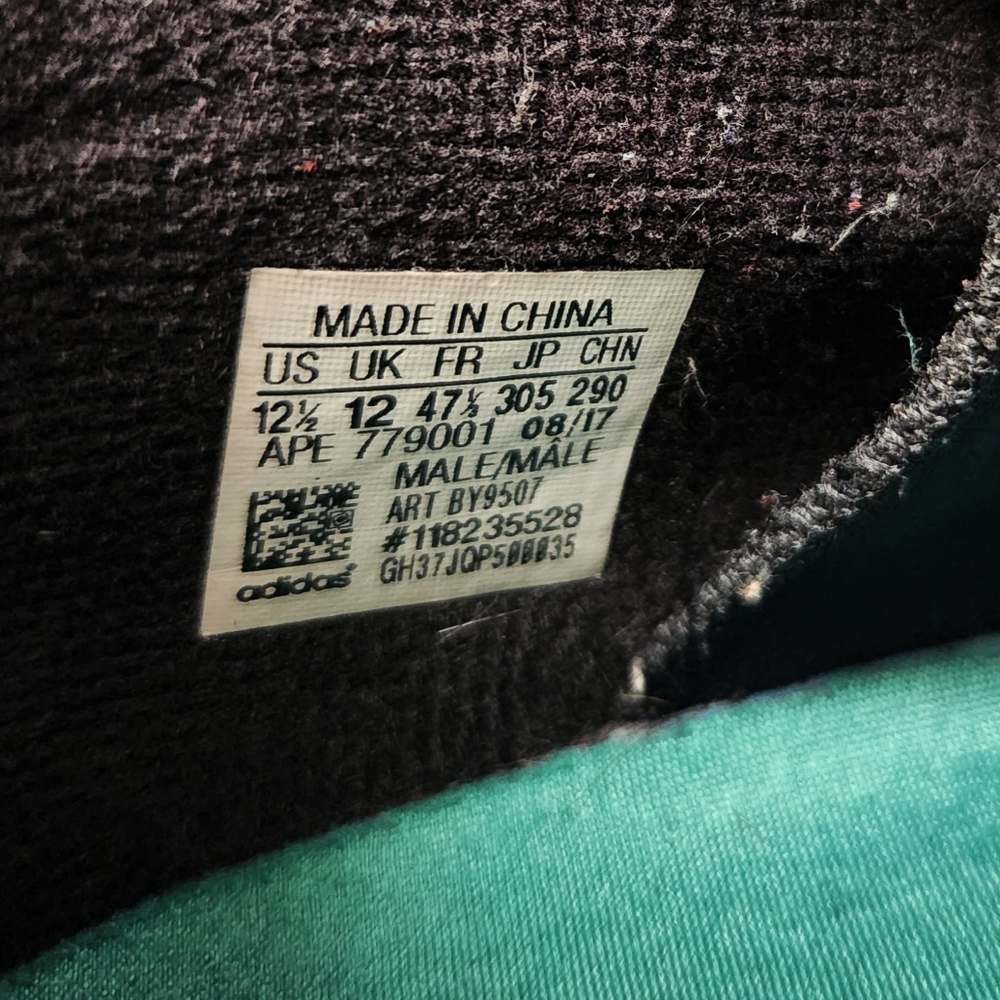 MADE IN CHINA
US UK FR JP CHN
12½ 12 47⅓ 305 290
APE 779001 08/17
MALE/MÂLE
ART BY9507
#118235528
GH37JQP500035
adidas